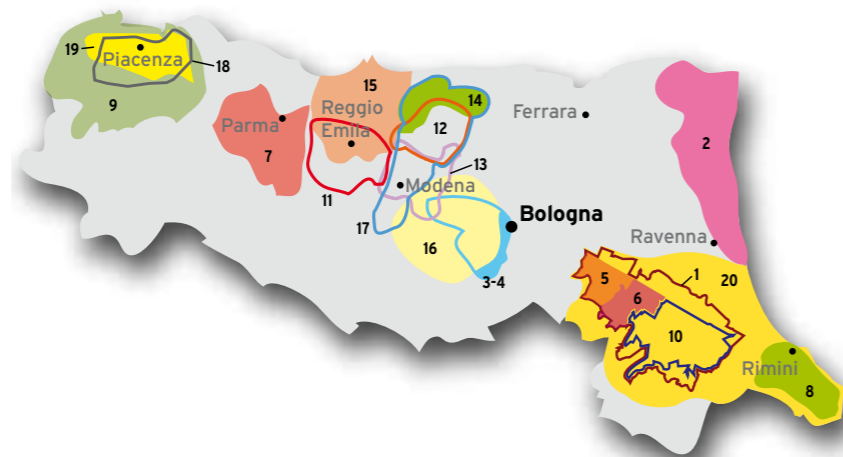 19
Piacenza
18
9
15
14
Reggio
Emila
12
Ferrara
Parma
7
2
13
Modena
11
Bologna
17
16
Ravenna
3-4
5
1
20
6
10
Rimini
8